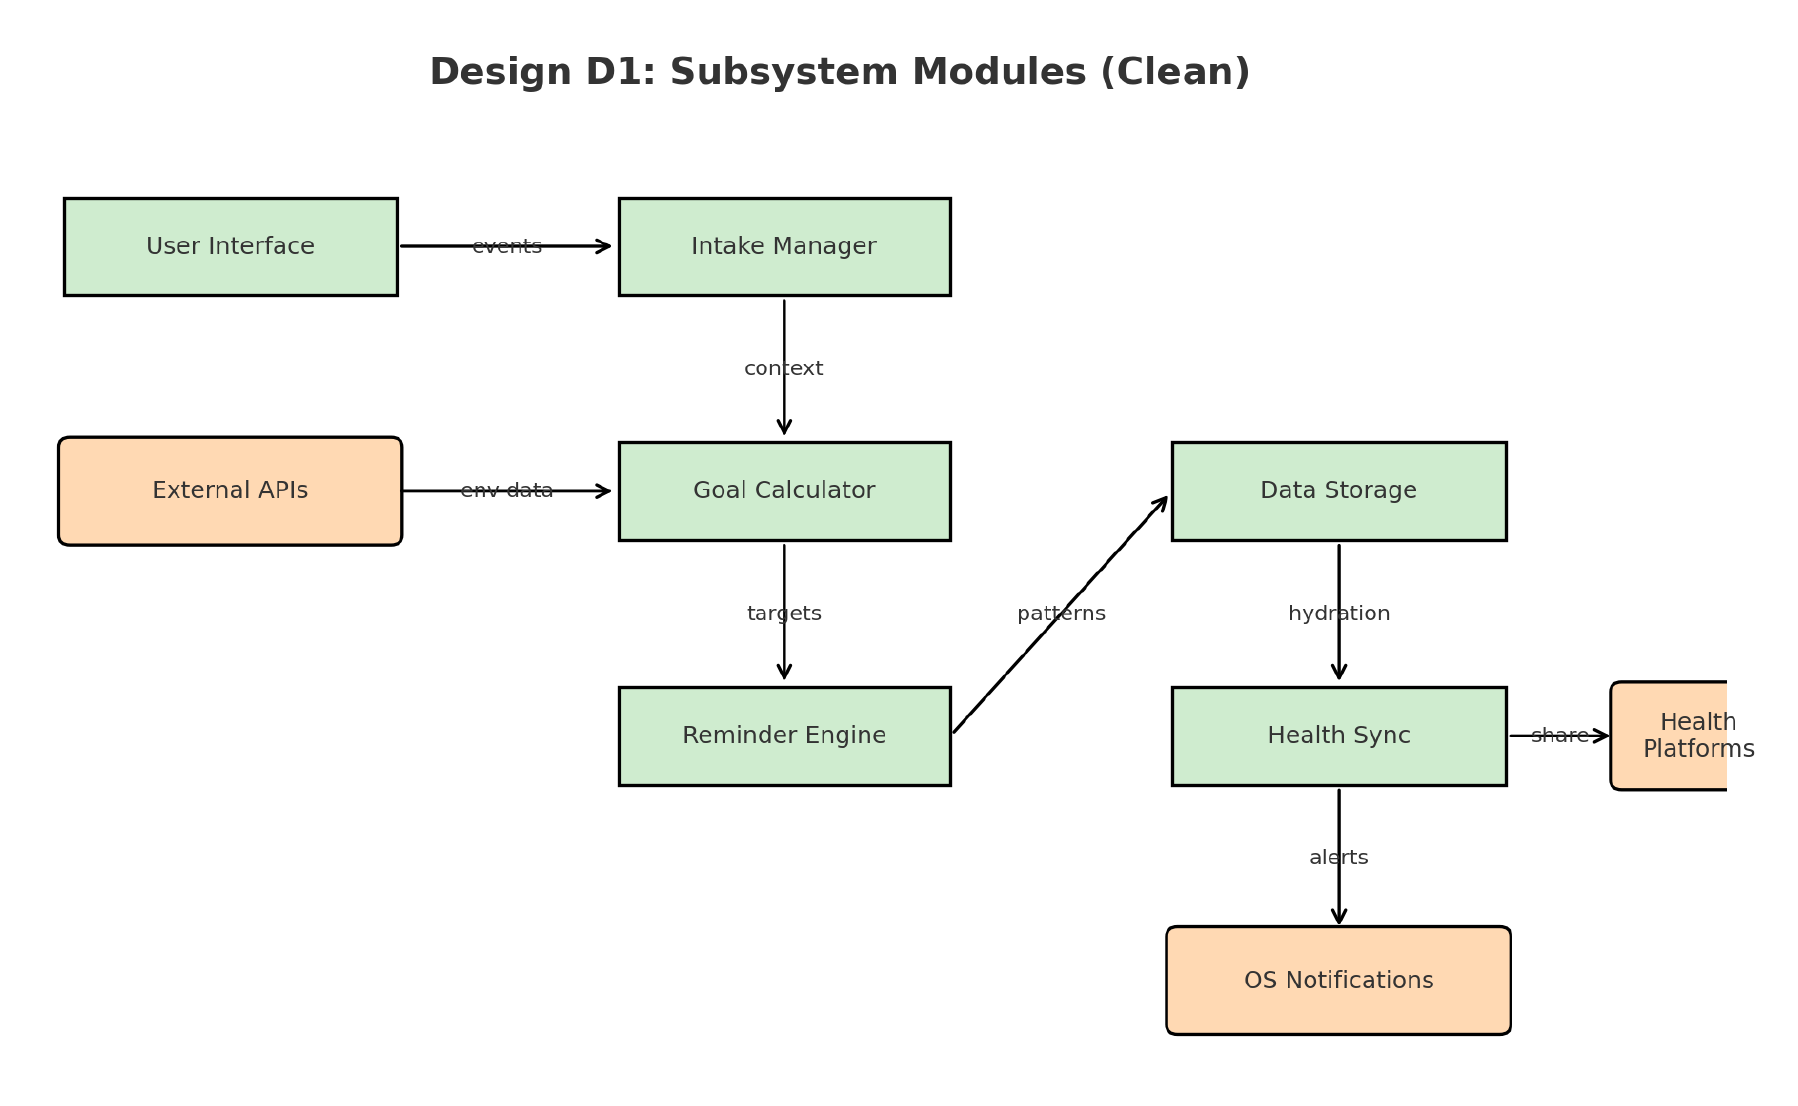 Design D1: Subsystem Modules (Clean)
User Interface
events
Intake Manager
context
External APIs
env data
Goal Calculator
Data Storage
targets
patterns
hydration
Reminder Engine
Health Sync
share
Health
Platforms
alerts
OS Notifications